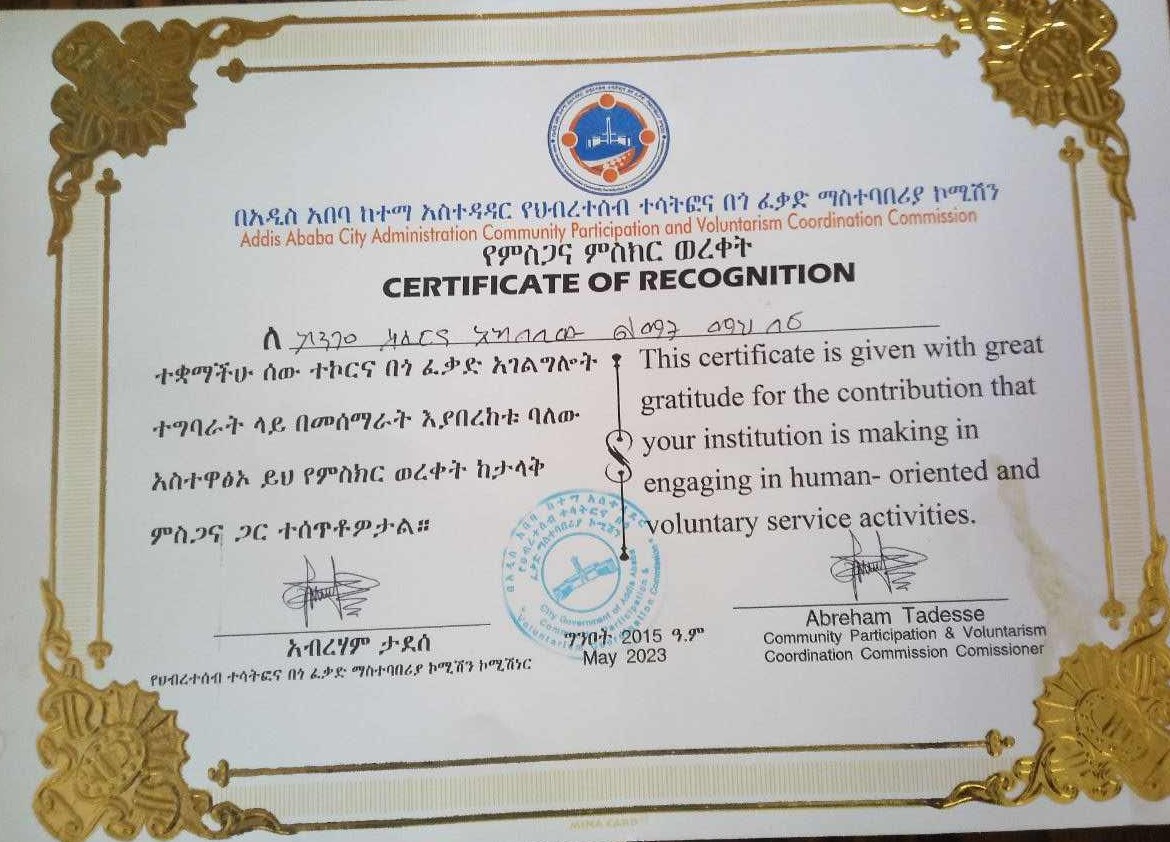 በአዲስ አበባ ከተማ አስተዳዳር የህብረተሰብ ተሳትፎና በጎ ፈቃድ ማስተባበሪያ ኮሚሽን
Addis Ababa City Administration Community Participation and Voluntarism Coordination Commission
የምስጋና ምስክር ወረቀት
CERTIFICATE OF RECOGNITION
ለ
ተቋማችሁ ሰው ተኮርና በጎ ፈቃድ አገልግሎት
ተግባራት ላይ በመሰማራት እያበረከቱ ባለው
አስተዋፅኦ ይህ የምስክር ወረቀት ከታላቅ
ምስጋና ጋር ተሰጥቶዎታል።
This certificate is given with great
gratitude for the contribution that
your institution is making in
engaging in human- oriented and
voluntary service activities.
አብረሃም ታደሰ
የህብረተሰብ ተሳትፎና በጎ ፈቃድ ማስተባበሪያ ኮሚሽን ኮሚሽነር
ግንቦት 2015 ዓ.ም
May 2023
Abreham Tadesse
Community Participation & Voluntarism
Coordination Commission Comissioner